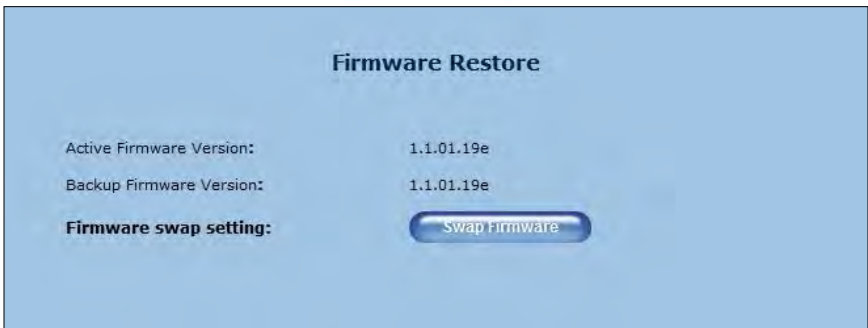 Firmware Restore
Active Firmware Version: 1.1.01.19e
Backup Firmware Version: 1.1.01.19e
Firmware swap setting: Swap Firmware